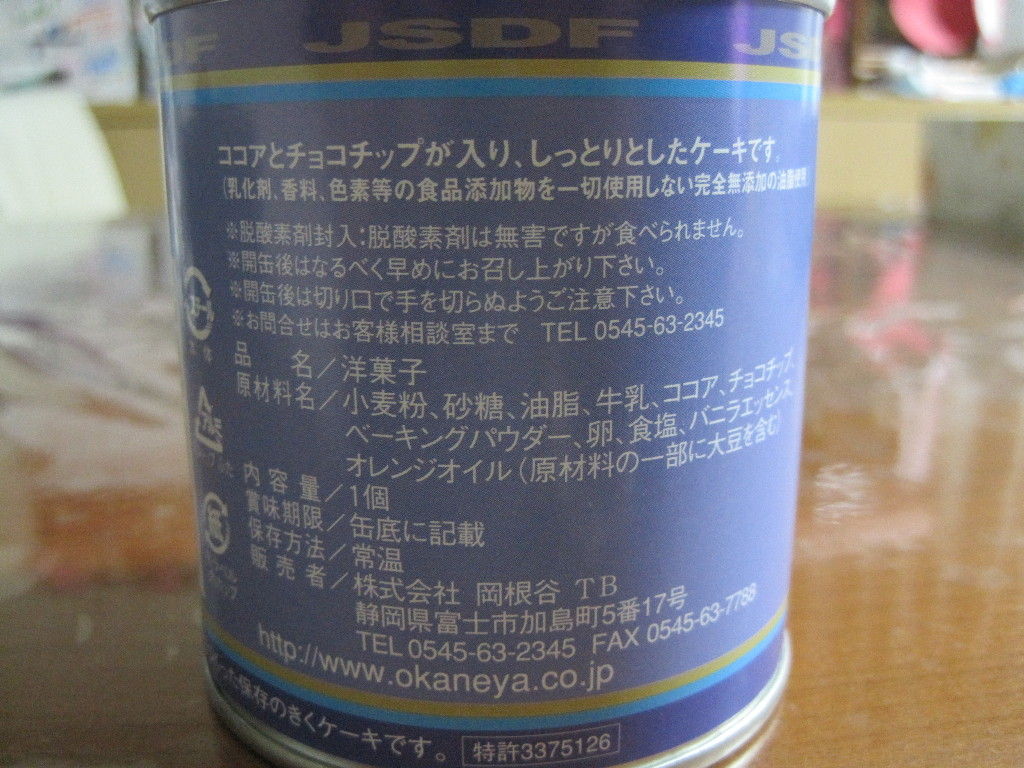 JSDF JSDF
ココアとチョコチップが入り、しっとりとしたケーキです。
(乳化剤、香料、色素等の食品添加物を一切使用しない完全無添加の油脂使用
※脱酸素剤封入:脱酸素剤は無害ですが食べられません。
※開缶後はなるべく早めにお召し上がり下さい。
※開缶後は切り口で手を切らぬようご注意下さい。
※お問合せはお客様相談室まで TEL 0545-63-2345
品名/洋菓子
原材料名/小麦粉、砂糖、油脂、牛乳、ココア、チョコチップ、
ベーキングパウダー、卵、食塩、バニラエッセンス、
オレンジオイル(原材料の一部に大豆を含む)
内容量/1個
賞味期限/缶底に記載
保存方法/常温
販売者/株式会社 岡根谷 TB
静岡県富士市加島町5番17号
TEL 0545-63-2345 FAX 0545-63-7788
http://www.okaneya.co.jp
保存のきくケーキです。 特許3375126